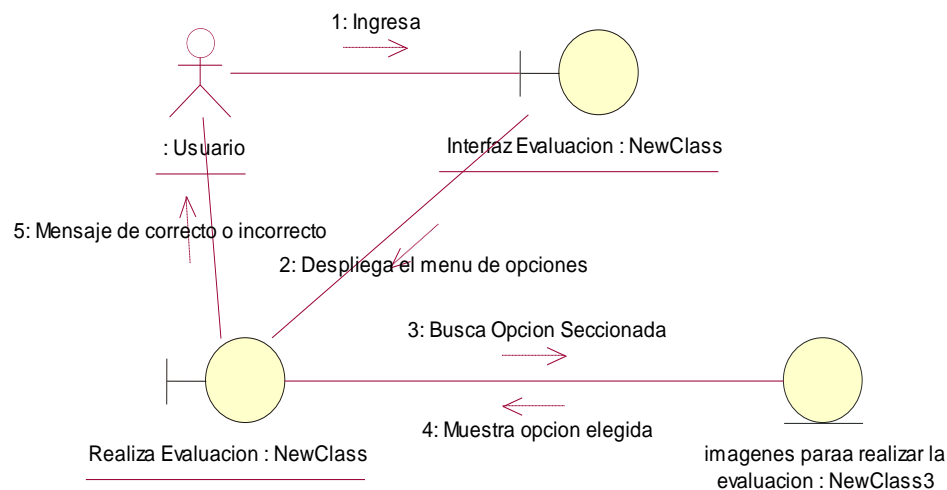 1: Ingresa
: Usuario
Interfaz Evaluacion : NewClass
5: Mensaje de correcto o incorrecto
2: Despliega el menu de opciones
3: Busca Opcion Seccionada
4: Muestra opcion elegida
Realiza Evaluacion : NewClass
imagenes paraa realizar la
evaluacion : NewClass3